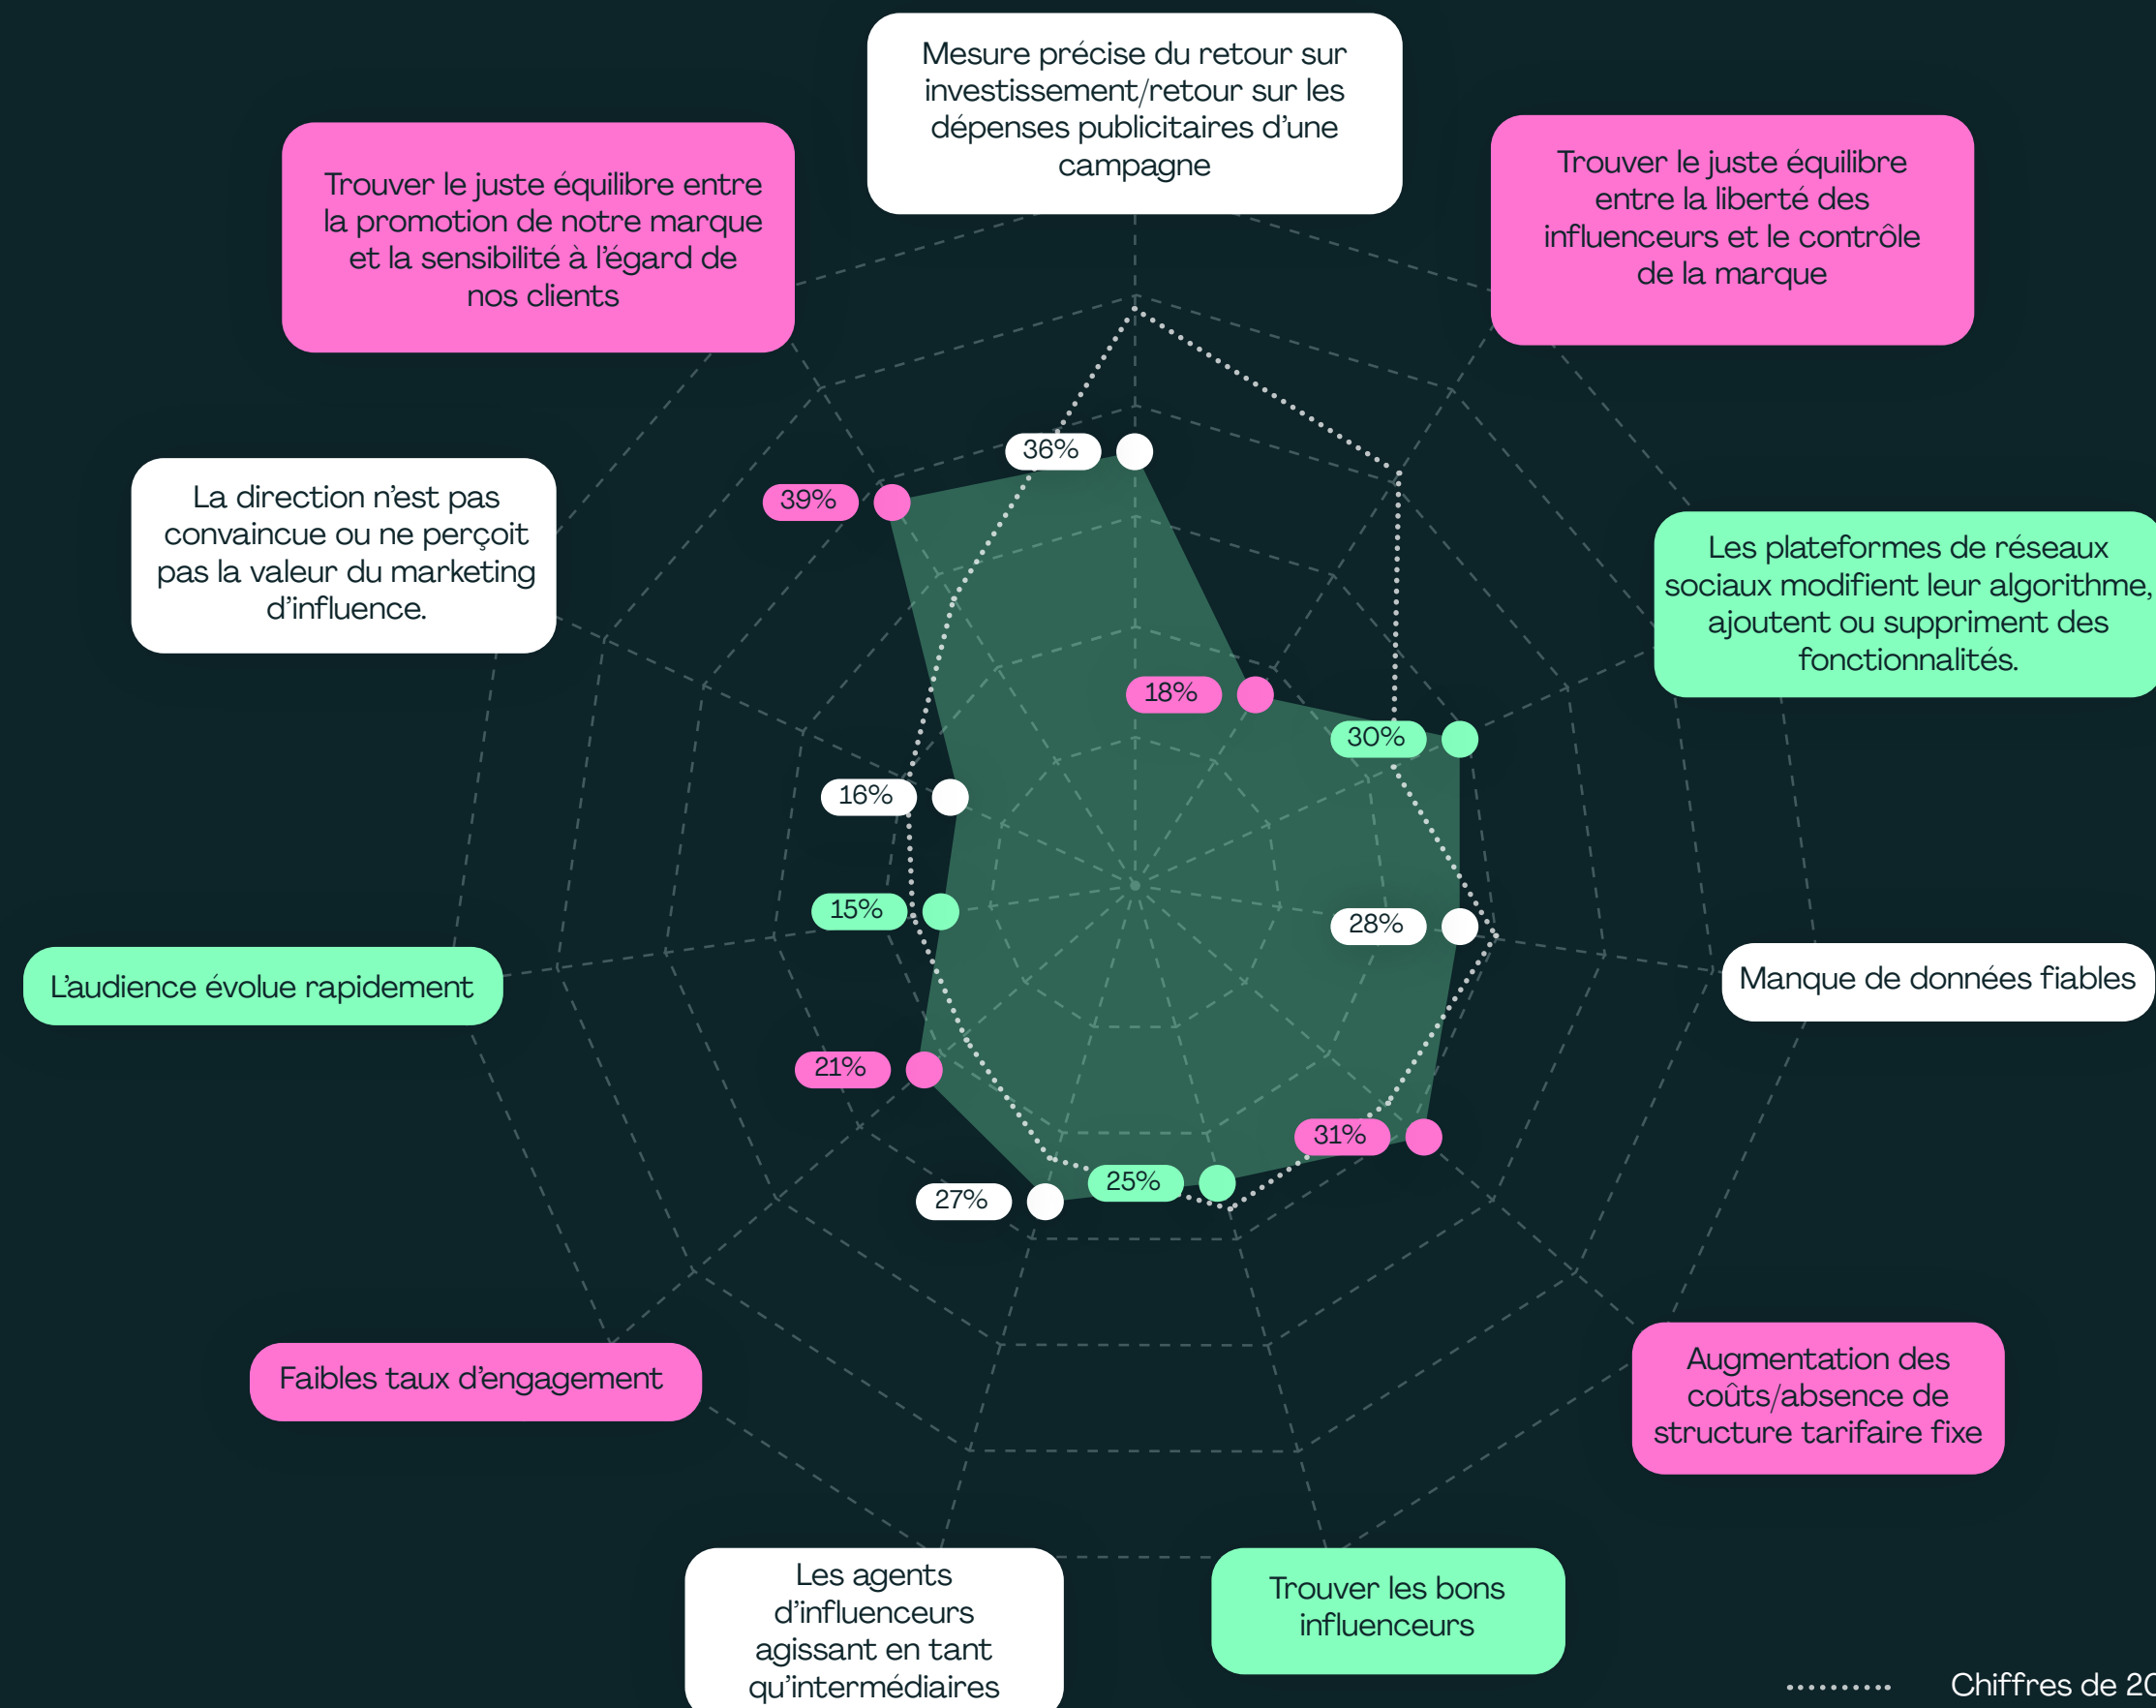 Mesure précise du retour sur
investissement/retour sur les
dépenses publicitaires d’une
campagne
Trouver le juste équilibre entre
la promotion de notre marque
et la sensibilité à l’égard de
nos clients
Trouver le juste équilibre
entre la liberté des
influenceurs et le contrôle
de la marque
La direction n’est pas
convaincue ou ne perçoit
pas la valeur du marketing
d’influence.
Les plateformes de réseaux
sociaux modifient leur algorithme,
ajoutent ou suppriment des
fonctionnalités.
36%
39%
18%
30%
16%
15%
28%
L’audience évolue rapidement
Manque de données fiables
21%
31%
25%
27%
Faibles taux d’engagement
Augmentation des
coûts/absence de
structure tarifaire fixe
Les agents
d’influenceurs
agissant en tant
qu’intermédiaires
Trouver les bons
influenceurs
Chiffres de